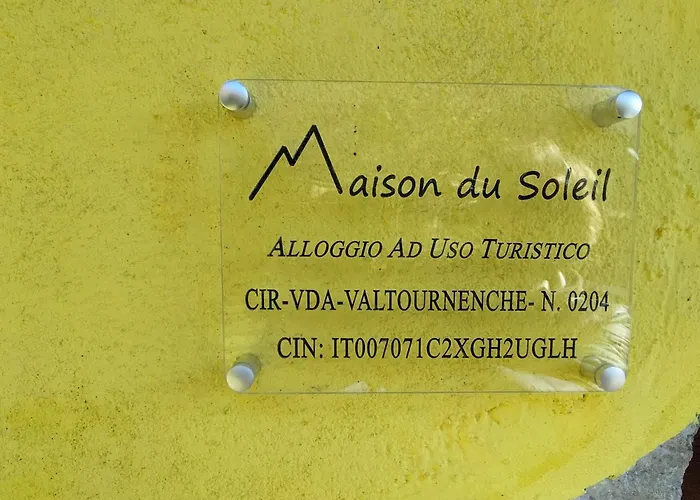 Maison du Soleil
Alloggio Ad Uso Turistico
CIR-VDA-VALTOURNENCHE- N. 0204
CIN: IT007071C2XGH2UGLH